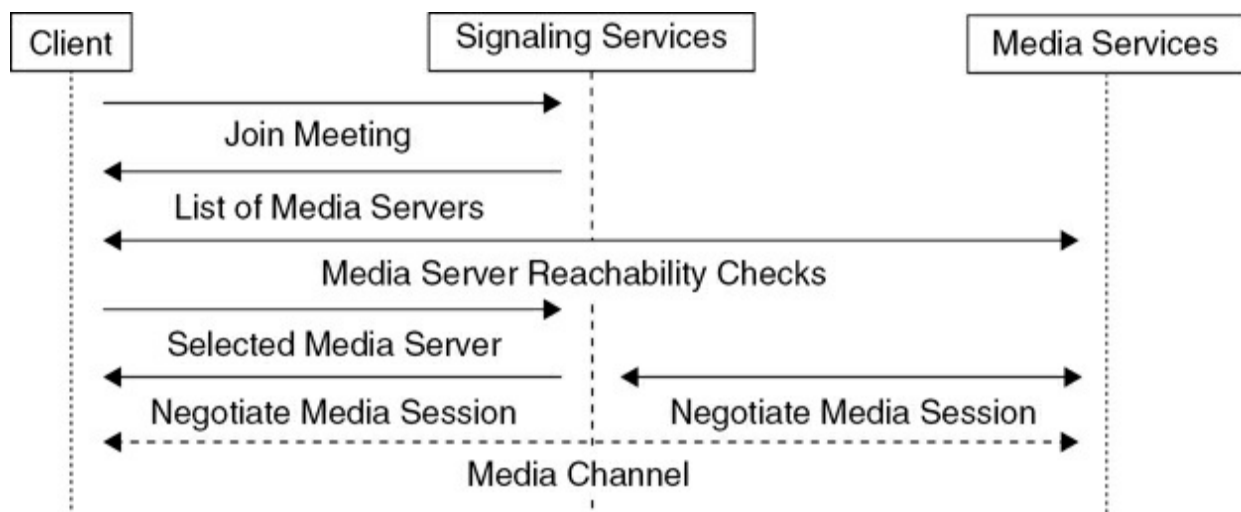 Client
Signaling Services
Media Services
Join Meeting
List of Media Servers
Media Server Reachability Checks
Selected Media Server
Negotiate Media Session
Negotiate Media Session
Media Channel